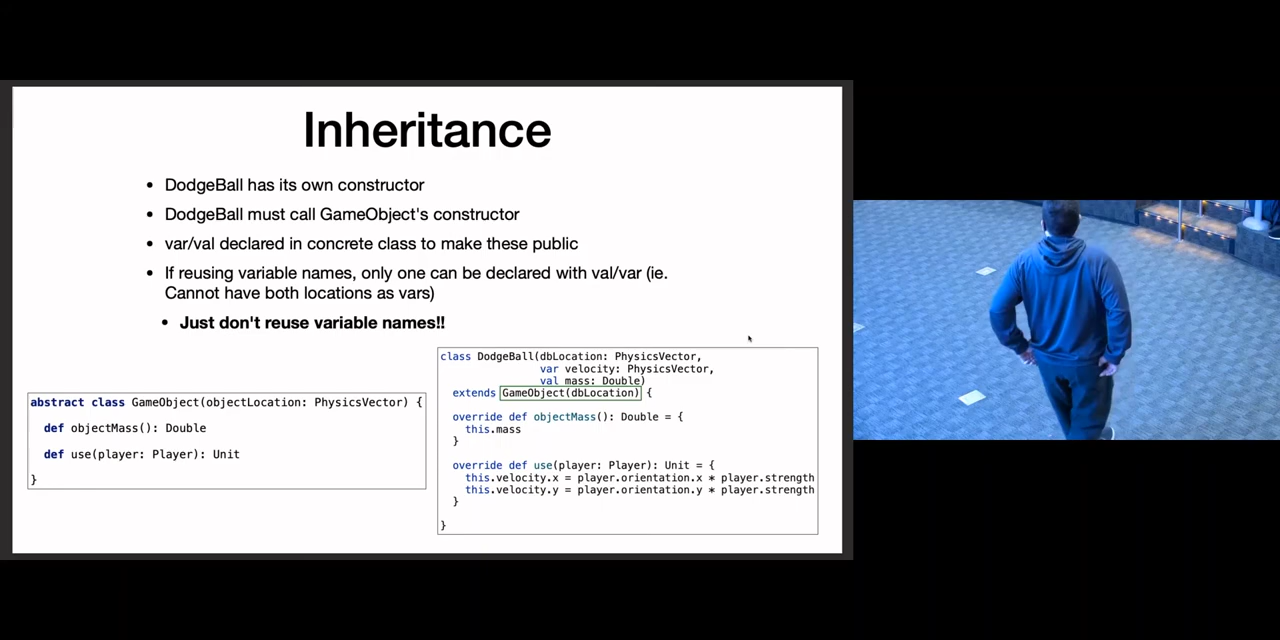 Inheritance
• DodgeBall has its own constructor
• DodgeBall must call GameObject's constructor
• var/val declared in concrete class to make these public
• If reusing variable names, only one can be declared with val/var (ie.
Cannot have both locations as vars)
• Just don't reuse variable names!!
abstract class GameObject(objectLocation: PhysicsVector) {
def objectMass(): Double
def use(player: Player): Unit
}
class DodgeBall(dbLocation: PhysicsVector,
var velocity: PhysicsVector,
val mass: Double)
extends GameObject(dbLocation) {
override def objectMass(): Double = {
this.mass
}
override def use(player: Player): Unit = {
this.velocity.x = player.orientation.x * player.strength
this.velocity.y = player.orientation.y * player.strength
}
}